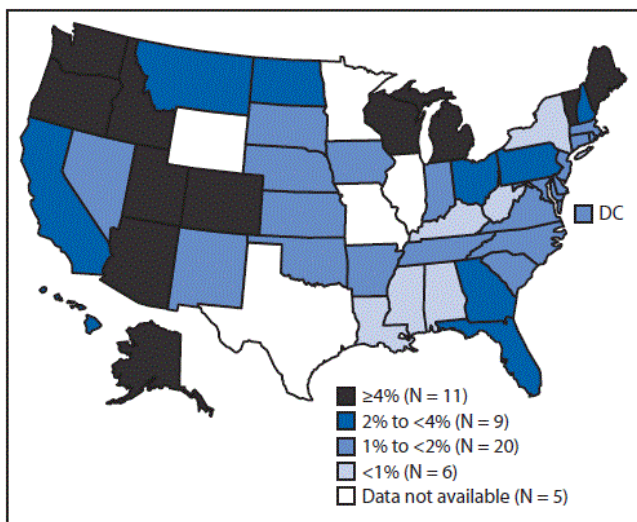 DC
≥4% (N = 11)
2% to <4% (N = 9)
1% to <2% (N = 20)
<1% (N = 6)
Data not available (N = 5)